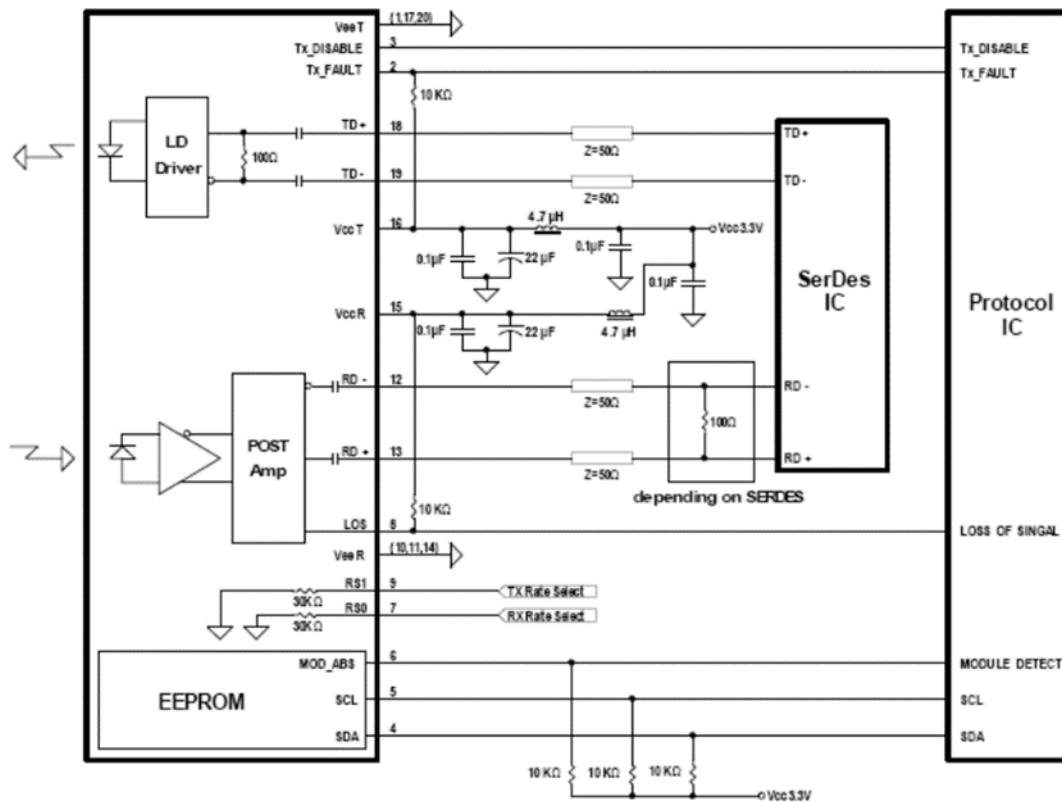 VeeT (1,17,20)
Tx_DISABLE 3 Tx_DISABLE
Tx_FAULT 2 Tx_FAULT
10 KΩ
LD
Driver
100Ω
TD+ 18 Z=50Ω TD+
TD- 19 Z=50Ω TD-
VccT 16 4.7 μH Vcc3.3V
0.1μF 22 μF 0.1μF 0.1μF
SerDes
IC
Protocol
IC
VccR 15
0.1μF 22 μF 4.7 μH
RD - 12 Z=50Ω RD -
100Ω
POST
Amp
RD + 13 Z=50Ω RD +
depending on SERDES
10 KΩ
LOS 8 LOSS OF SINGAL
VeeR (10,11,14)
RS1 9 TX Rate Select
30KΩ
RS0 7 RX Rate Select
30KΩ
MOD_ABS 6 MODULE DETECT
EEPROM
SCL 5 SCL
SDA 4 SDA
10 KΩ 10 KΩ 10 KΩ
Vcc3.3V